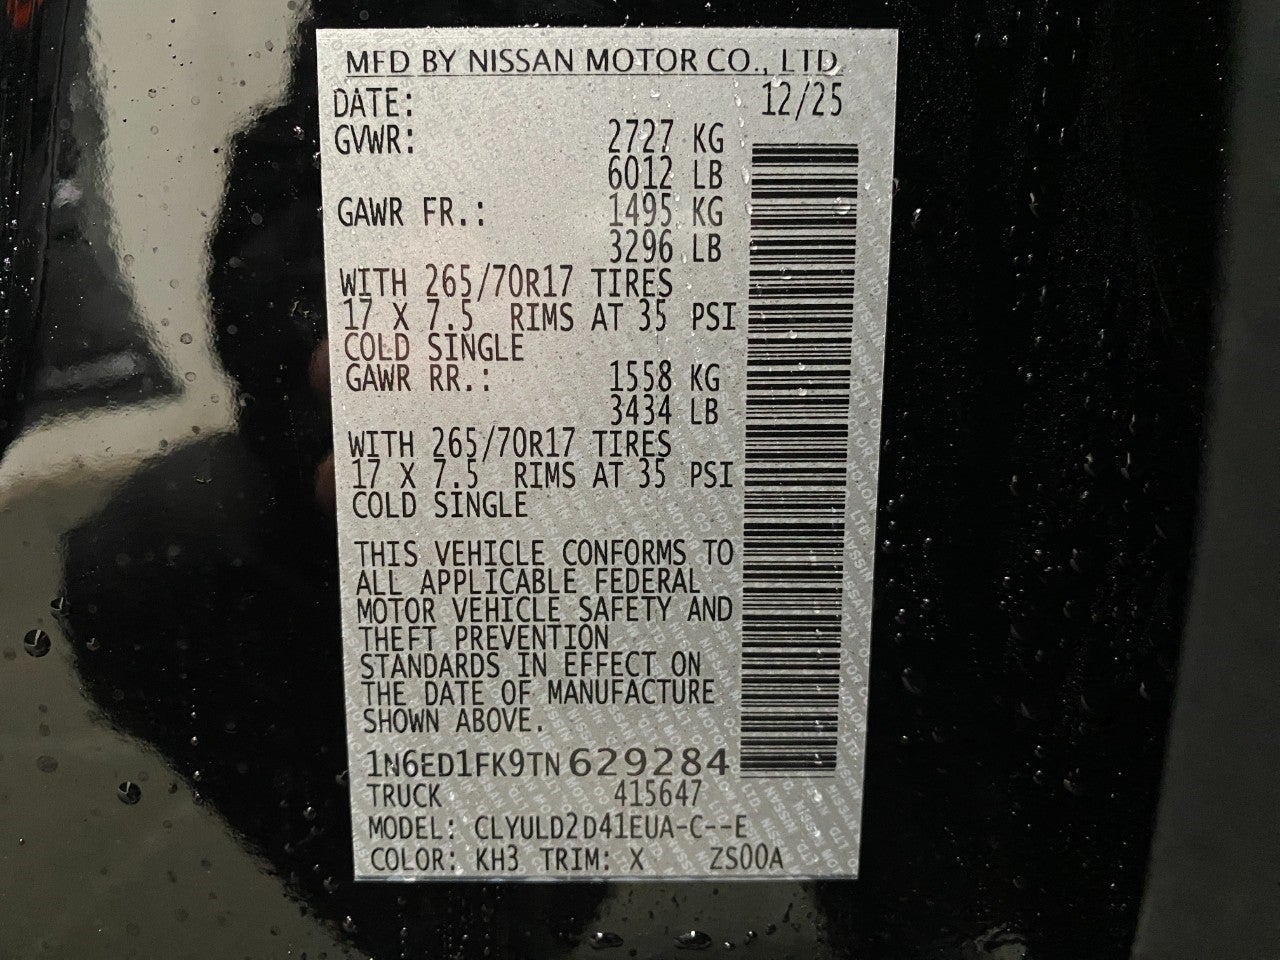 MFD BY NISSAN MOTOR CO., LTD.
DATE: 12/25
GVWR: 2727 KG
6012 LB
GAWR FR.: 1495 KG
3296 LB
WITH 265/70R17 TIRES
17 X 7.5 RIMS AT 35 PSI
COLD SINGLE
GAWR RR.: 1558 KG
3434 LB
WITH 265/70R17 TIRES
17 X 7.5 RIMS AT 35 PSI
COLD SINGLE
THIS VEHICLE CONFORMS TO
ALL APPLICABLE FEDERAL
MOTOR VEHICLE SAFETY AND
THEFT PREVENTION
STANDARDS IN EFFECT ON
THE DATE OF MANUFACTURE
SHOWN ABOVE.
1N6ED1FK9TN629284
TRUCK 415647
MODEL: CLYULD2D41EUA-C--E
COLOR: KH3 TRIM: X ZS00A